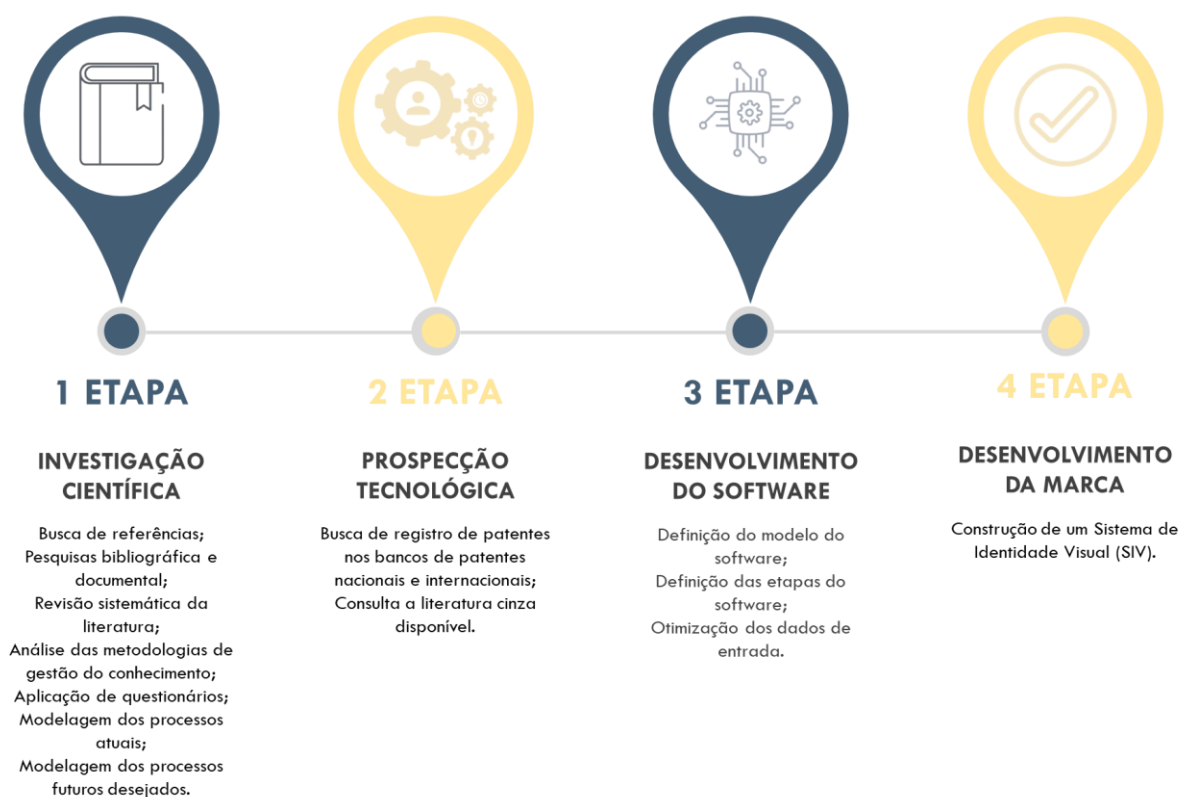 1 ETAPA
INVESTIGAÇÃO
CIENTÍFICA
Busca de referências;
Pesquisas bibliográfica e
documental;
Revisão sistemática da
literatura;
Análise das metodologias de
gestão do conhecimento;
Aplicação de questionários;
Modelagem dos processos
atuais;
Modelagem dos processos
futuros desejados.
2 ETAPA
PROSPECÇÃO
TECNOLÓGICA
Busca de registro de patentes
nos bancos de patentes
nacionais e internacionais;
Consulta a literatura cinza
disponível.
3 ETAPA
DESENVOLVIMENTO
DO SOFTWARE
Definição do modelo do
software;
Definição das etapas do
software;
Otimização dos dados de
entrada.
4 ETAPA
DESENVOLVIMENTO
DA MARCA
Construção de um Sistema de
Identidade Visual (SIV).